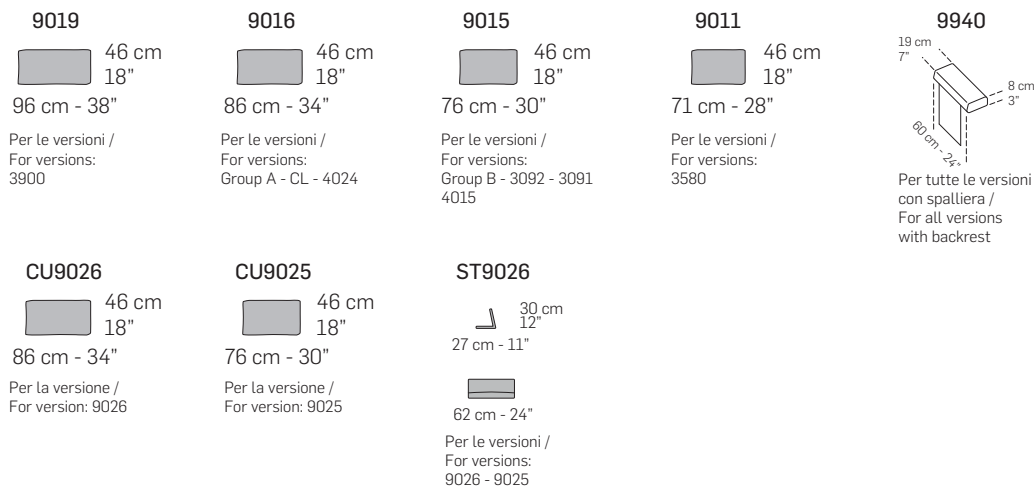 9019
46 cm
18”
96 cm - 38”
Per le versioni /
For versions:
3900
9016
46 cm
18”
86 cm - 34”
Per le versioni /
For versions:
Group A - CL - 4024
9015
46 cm
18”
76 cm - 30”
Per le versioni /
For versions:
Group B - 3092 - 3091
4015
9011
46 cm
18”
71 cm - 28”
Per le versioni /
For versions:
3580
9940
19 cm
7”
8 cm
3”
60 cm - 24”
Per tutte le versioni
con spalliera /
For all versions
with backrest
CU9026
46 cm
18”
86 cm - 34”
Per la versione /
For version: 9026
CU9025
46 cm
18”
76 cm - 30”
Per la versione /
For version: 9025
ST9026
30 cm
12”
27 cm - 11”
62 cm - 24”
Per le versioni /
For versions:
9026 - 9025